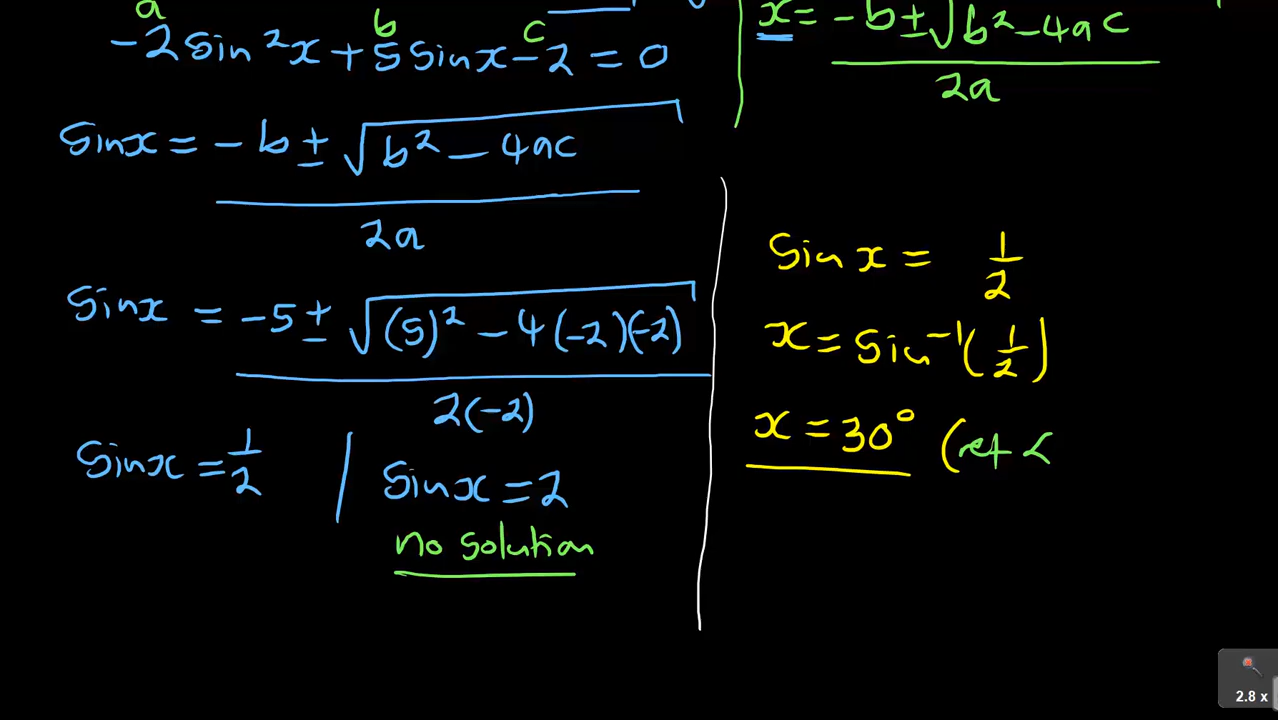 a b c
-2Sin²x + 5Sinx - 2 = 0
Sinx = -b ± √(b² - 4ac)
2a
Sinx = -5 ± √((5)² - 4(-2)(-2))
2(-2)
Sinx = 1/2 | Sinx = 2
no solution
x = -b ± √(b² - 4ac)
2a
Sin x = 1/2
x = Sin⁻¹(1/2)
x = 30° (ref ∠
2.8 x